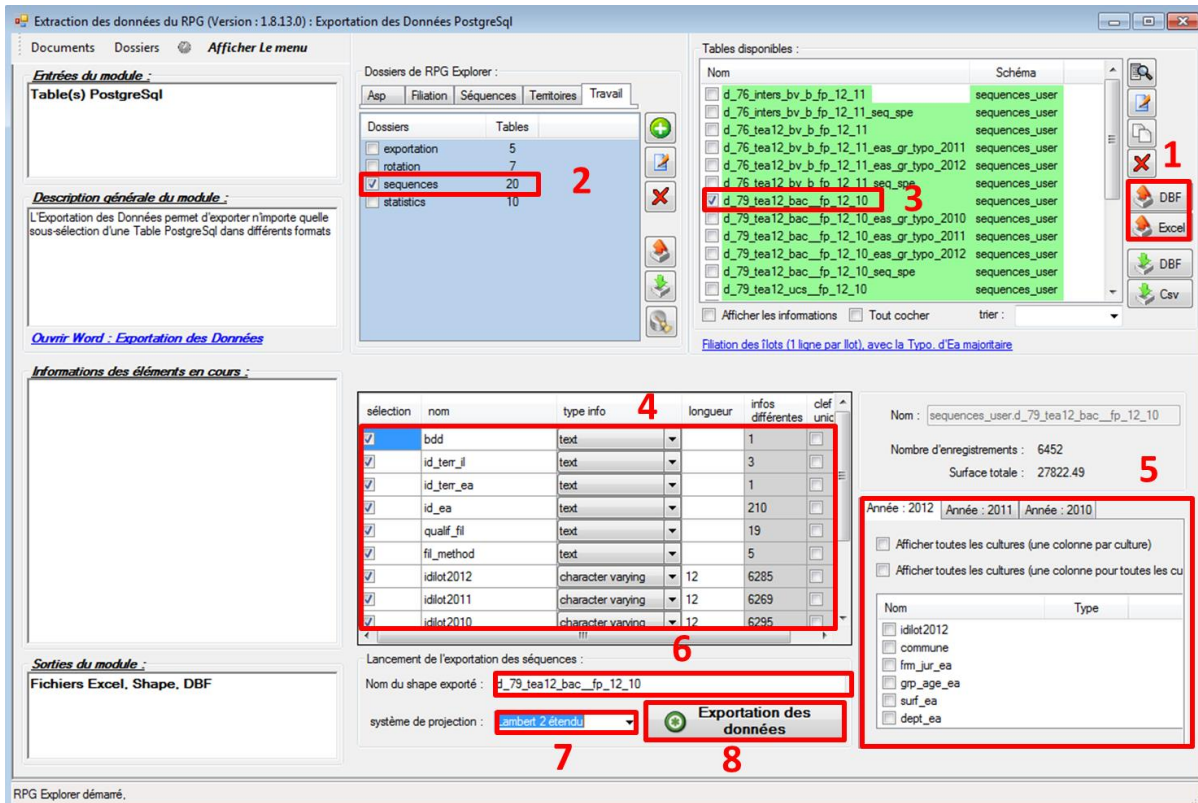 Extraction des données du RPG (Version : 1.8.13.0) : Exportation des Données PostgreSql
Documents Dossiers Afficher Le menu
Entrées du module :
Table(s) PostgreSql
Description générale du module :
L'Exportation des Données permet d'exporter n'importe quelle
sous-sélection d'une Table PostgreSql dans différents formats
Ouvrir Word : Exportation des Données
Informations des éléments en cours :
Sorties du module :
Fichiers Excel, Shape, DBF
Dossiers de RPG Explorer :
Asp Filiation Séquences Territoires Travail
Dossiers Tables
exportation 5
rotation 7
sequences 20
statistics 10
2
Tables disponibles :
Nom Schéma
d_76_inters_bv_b_fp_12_11 sequences_user
d_76_inters_bv_b_fp_12_11_seq_spe sequences_user
d_76_tea12_bv_b_fp_12_11 sequences_user
d_76_tea12_bv_b_fp_12_11_eas_gr_typo_2011 sequences_user
d_76_tea12_bv_b_fp_12_11_eas_gr_typo_2012 sequences_user
d_76_tea12_bv_b_fp_12_11_seq_spe sequences_user
d_79_tea12_bac__fp_12_10 sequences_user
d_79_tea12_bac__fp_12_10_eas_gr_typo_2010 sequences_user
d_79_tea12_bac__fp_12_10_eas_gr_typo_2011 sequences_user
d_79_tea12_bac__fp_12_10_eas_gr_typo_2012 sequences_user
d_79_tea12_bac__fp_12_10_seq_spe sequences_user
d_79_tea12_ucs__fp_12_10 sequences_user
3
1
DBF
Excel
DBF
Csv
Afficher les informations Tout cocher trier :
Filiation des îlots (1 ligne par Ilot), avec la Typo. d'Ea majoritaire
4
sélection nom type info longueur infos différentes clef unic
bdd text 1
id_terr_il text 3
id_terr_ea text 1
id_ea text 210
qualif_fil text 19
fil_method text 5
idilot2012 character varying 12 6285
idilot2011 character varying 12 6269
idilot2010 character varying 12 6295
Nom : sequences_user.d_79_tea12_bac__fp_12_10
Nombre d'enregistrements : 6452
Surface totale : 27822.49
5
Année : 2012 Année : 2011 Année : 2010
Afficher toutes les cultures (une colonne par culture)
Afficher toutes les cultures (une colonne pour toutes les cu
Nom Type
idilot2012
commune
frm_jur_ea
grp_age_ea
surf_ea
dept_ea
6
Lancement de l'exportation des séquences :
Nom du shape exporté : d_79_tea12_bac__fp_12_10
système de projection : Lambert 2 étendu
Exportation des
données
7
8
RPG Explorer démarré,